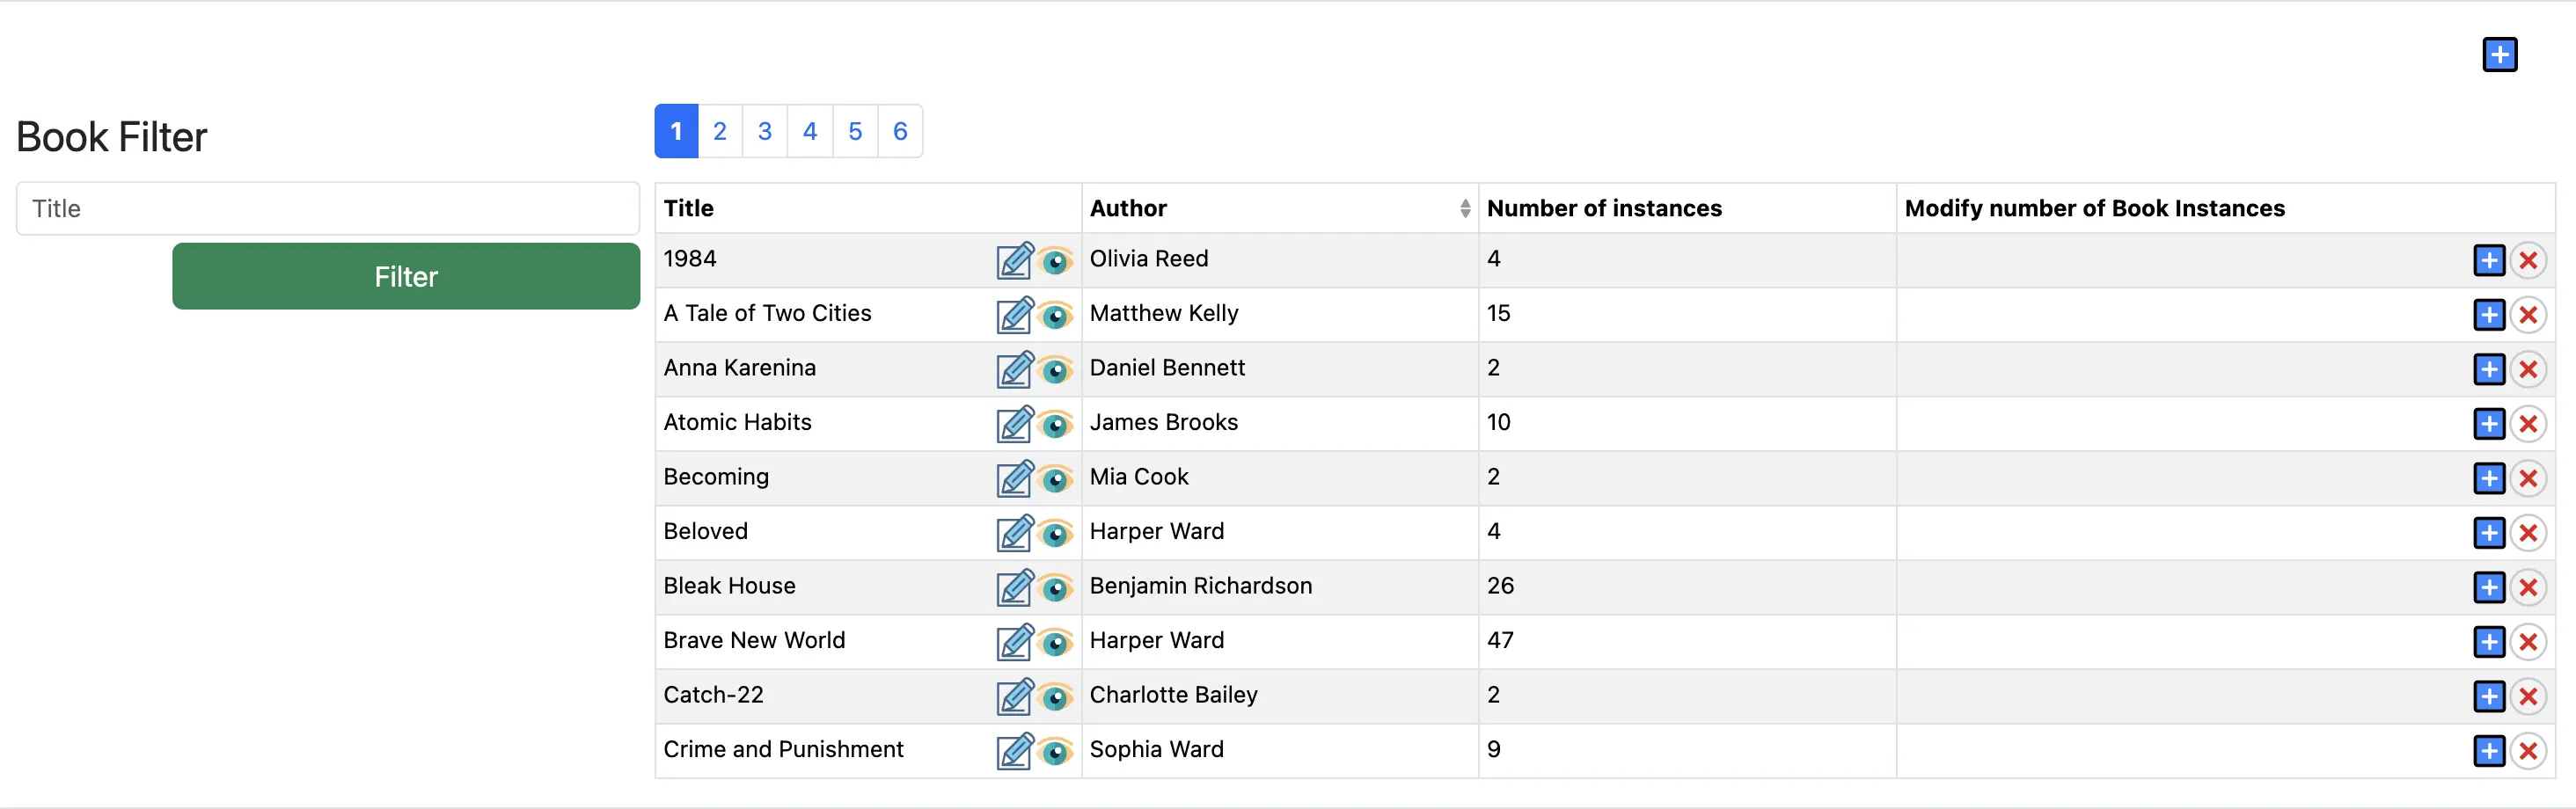 Book Filter
Title
Filter
1 2 3 4 5 6
Title Author Number of instances Modify number of Book Instances
1984 Olivia Reed 4
A Tale of Two Cities Matthew Kelly 15
Anna Karenina Daniel Bennett 2
Atomic Habits James Brooks 10
Becoming Mia Cook 2
Beloved Harper Ward 4
Bleak House Benjamin Richardson 26
Brave New World Harper Ward 47
Catch-22 Charlotte Bailey 2
Crime and Punishment Sophia Ward 9